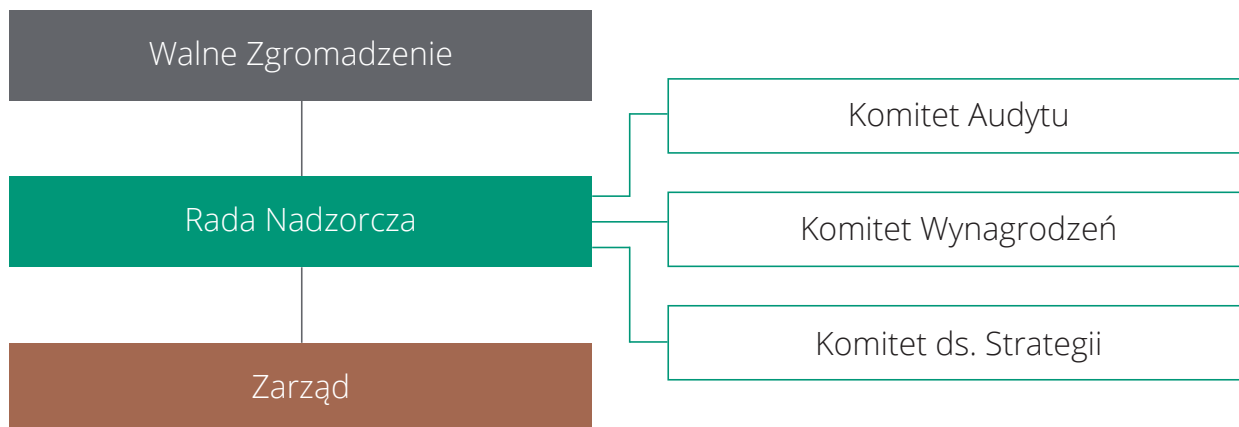 Walne Zgromadzenie
Rada Nadzorcza
Zarząd
Komitet Audytu
Komitet Wynagrodzeń
Komitet ds. Strategii